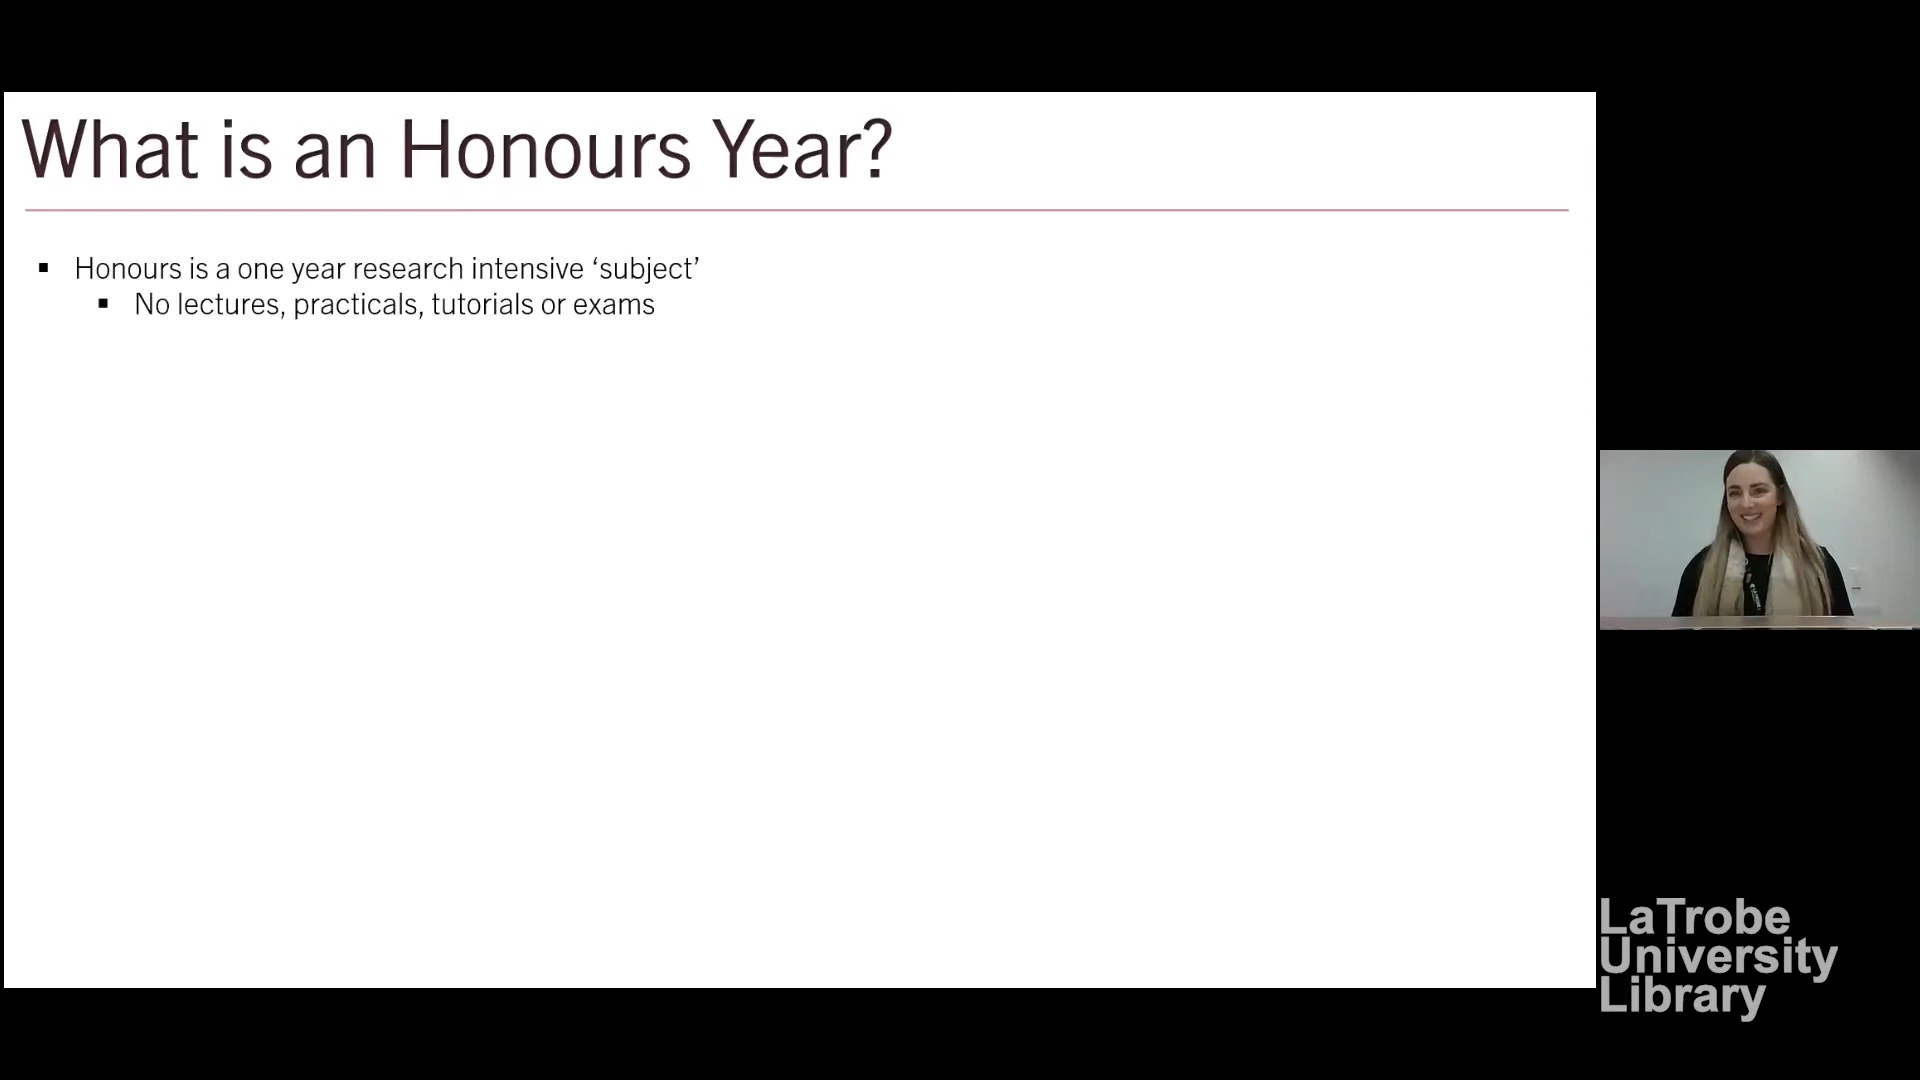 What is an Honours Year?
▪ Honours is a one year research intensive ‘subject’
▪ No lectures, practicals, tutorials or exams
LaTrobe
University
Library